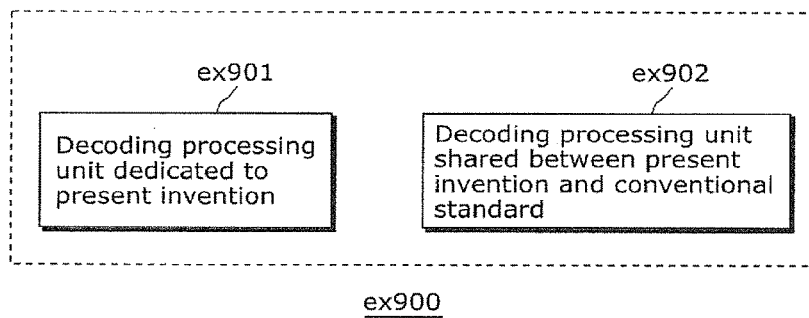 ex901
ex902
Decoding processing
unit dedicated to
present invention
Decoding processing unit
shared between present
invention and conventional
standard
ex900